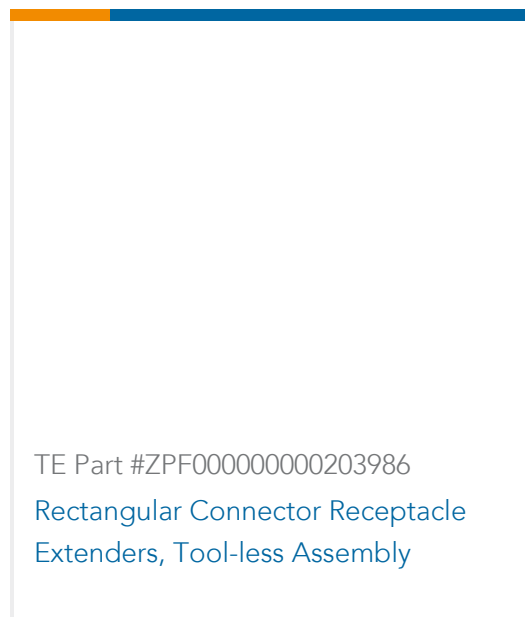 TE Part #ZPF000000000203986
Rectangular Connector Receptacle
Extenders, Tool-less Assembly